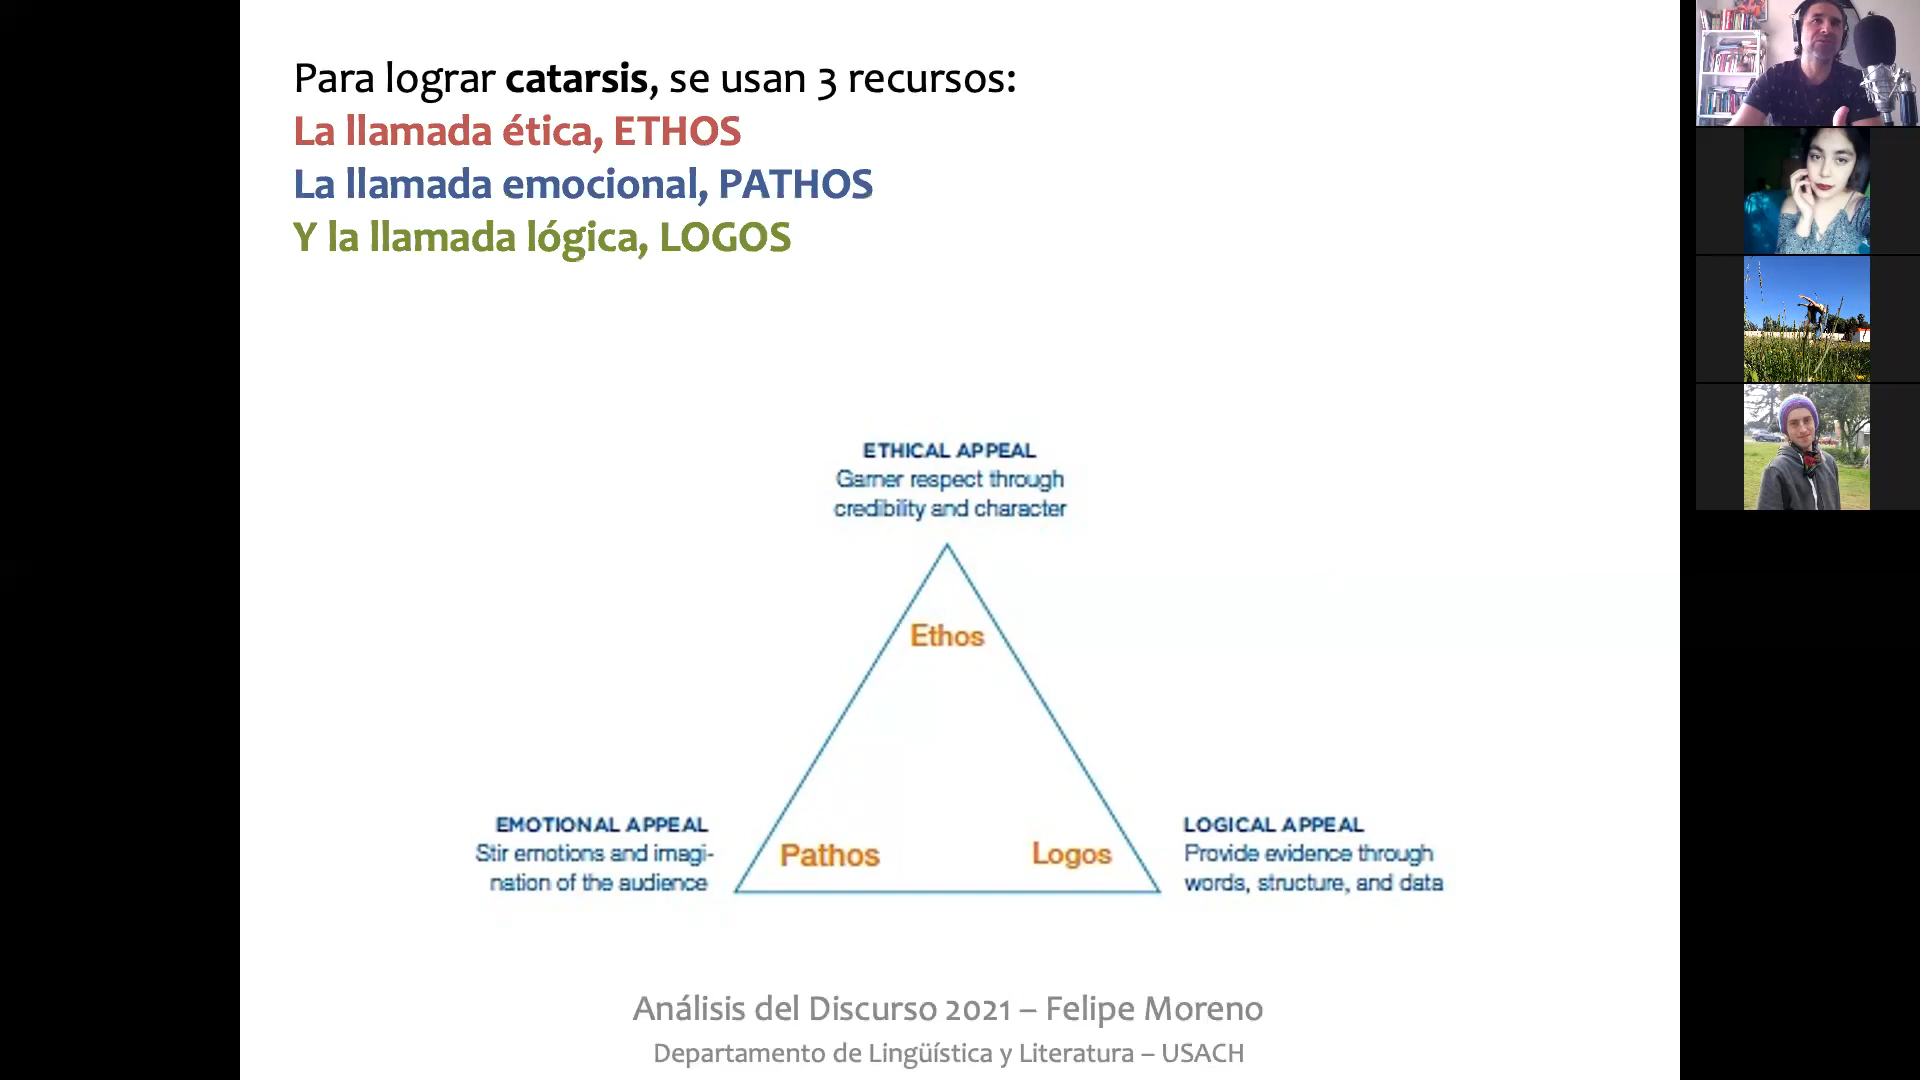 Para lograr catarsis, se usan 3 recursos:
La llamada ética, ETHOS
La llamada emocional, PATHOS
Y la llamada lógica, LOGOS
ETHICAL APPEAL
Garner respect through
credibility and character
Ethos
EMOTIONAL APPEAL
Stir emotions and imagi-
nation of the audience
Pathos
Logos
LOGICAL APPEAL
Provide evidence through
words, structure, and data
Análisis del Discurso 2021 – Felipe Moreno
Departamento de Lingüística y Literatura – USACH